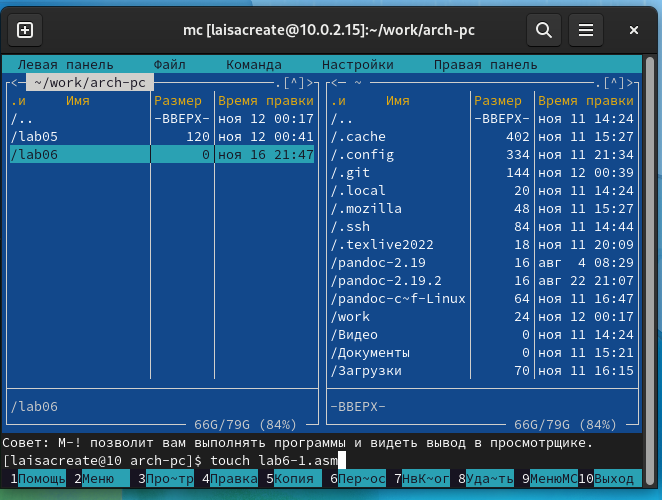 mc [laisacreate@10.0.2.15]:~/work/arch-pc
Левая панель Файл Команда Настройки Правая панель
<— ~/work/arch-pc .[^]>
.и Имя Размер Время правки
/.. -ВВЕРХ- ноя 12 00:17
/lab05 120 ноя 12 00:41
/lab06 0 ноя 16 21:47
/lab06
66G/79G (84%)
<— ~ .[^]>
.и Имя Размер Время правки
/.. -ВВЕРХ- ноя 11 14:24
/.cache 402 ноя 11 15:27
/.config 334 ноя 11 21:34
/.git 144 ноя 12 00:39
/.local 20 ноя 11 14:24
/.mozilla 48 ноя 11 15:27
/.ssh 84 ноя 11 14:44
/.texlive2022 18 ноя 11 20:09
/pandoc-2.19 16 авг 4 08:29
/pandoc-2.19.2 16 авг 22 21:07
/pandoc-c~f-Linux 64 ноя 11 16:47
/work 24 ноя 12 00:17
/Видео 0 ноя 11 14:24
/Документы 0 ноя 11 15:21
/Загрузки 70 ноя 11 16:15
-ВВЕРХ-
66G/79G (84%)
Совет: M-! позволит вам выполнять программы и видеть вывод в просмотрщике.
[laisacreate@10 arch-pc]$ touch lab6-1.asm
1Помощь 2Меню 3Про~тр 4Правка 5Копия 6Пер~ос 7НвК~ог 8Уда~ть 9МенюMC 10Выход